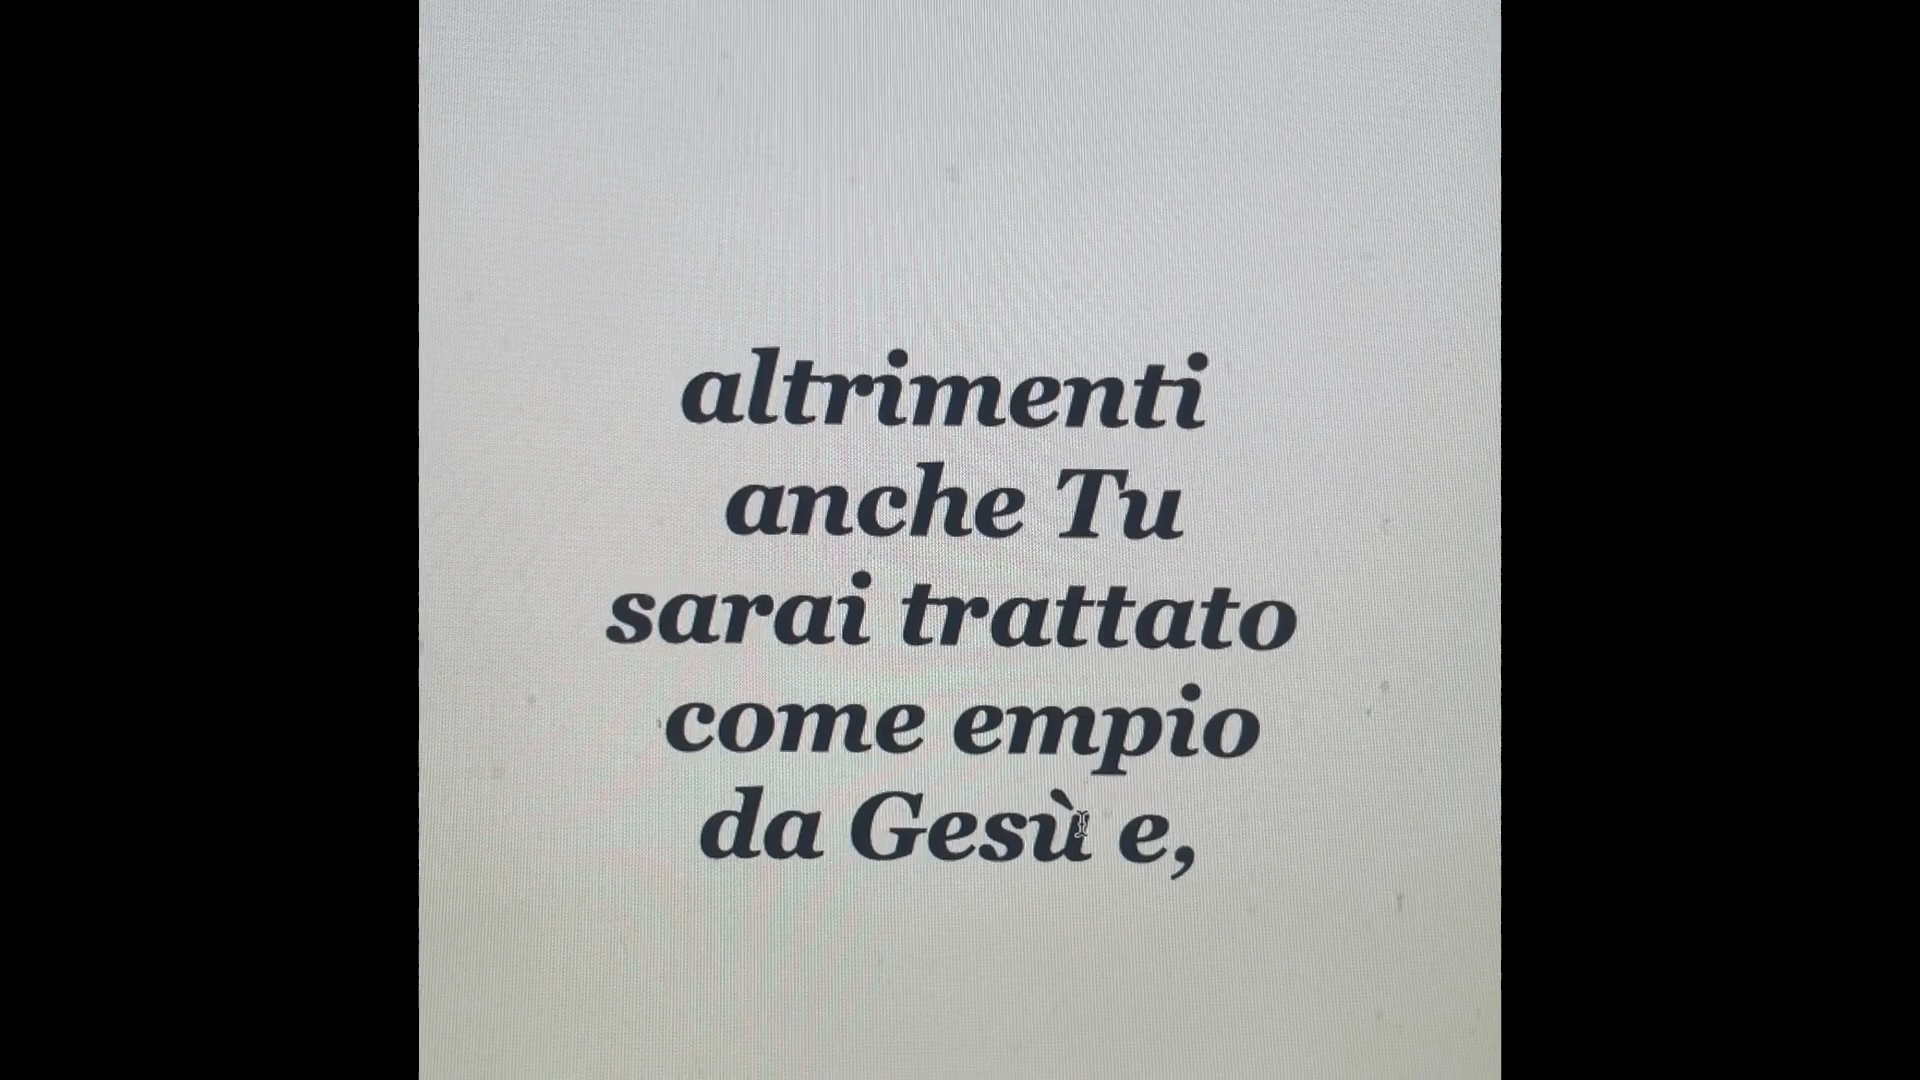 altrimenti
anche Tu
sarai trattato
come empio
da Gesù e,